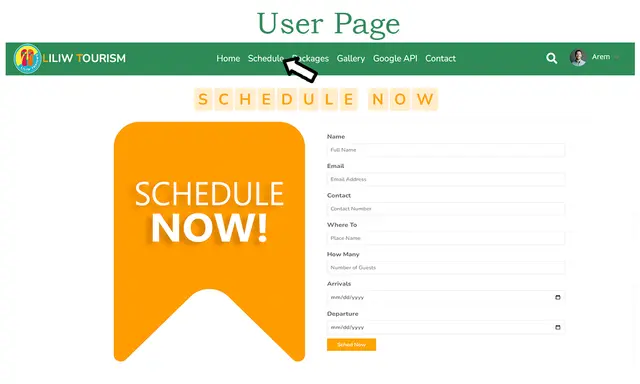 User Page
LILIW TOURISM
Home Schedule Packages Gallery Google API Contact
Arem
SCHEDULE NOW
SCHEDULE
NOW!
Name
Full Name
Email
Email Address
Contact
Contact Number
Where To
Place Name
How Many
Number of Guests
Arrivals
mm/dd/yyyy
Departure
mm/dd/yyyy
Sched Now